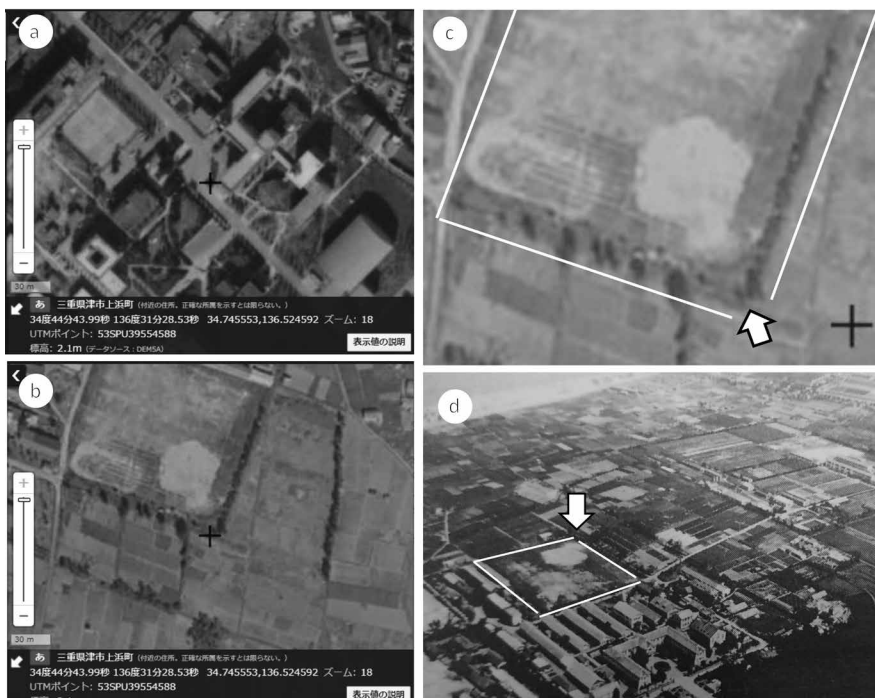 a
+
−
30 m
あ 三重県津市上浜町 (付近の住所。正確な所属を示すとは限らない。)
34度44分43.99秒 136度31分28.53秒 34.745553,136.524592 ズーム: 18
UTMポイント: 53SPU39554588
標高: 2.1m (データソース: DEM5A)
表示値の説明
b
+
−
30 m
あ 三重県津市上浜町 (付近の住所。正確な所属を示すとは限らない。)
34度44分43.99秒 136度31分28.53秒 34.745553,136.524592 ズーム: 18
UTMポイント: 53SPU39554588
表示値の説明
c
d